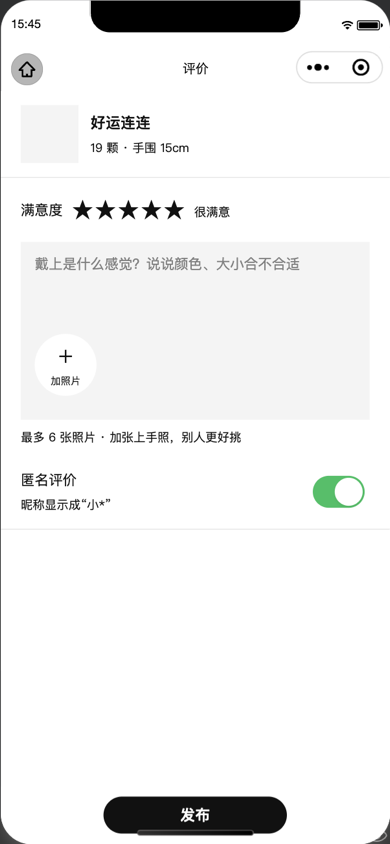 15:45
评价
好运连连
19 颗 · 手围 15cm
满意度 ★★★★★ 很满意
戴上是什么感觉？说说颜色、大小合不合适
+
加照片
最多 6 张照片 · 加张上手照，别人更好挑
匿名评价
昵称显示成“小*”
发布